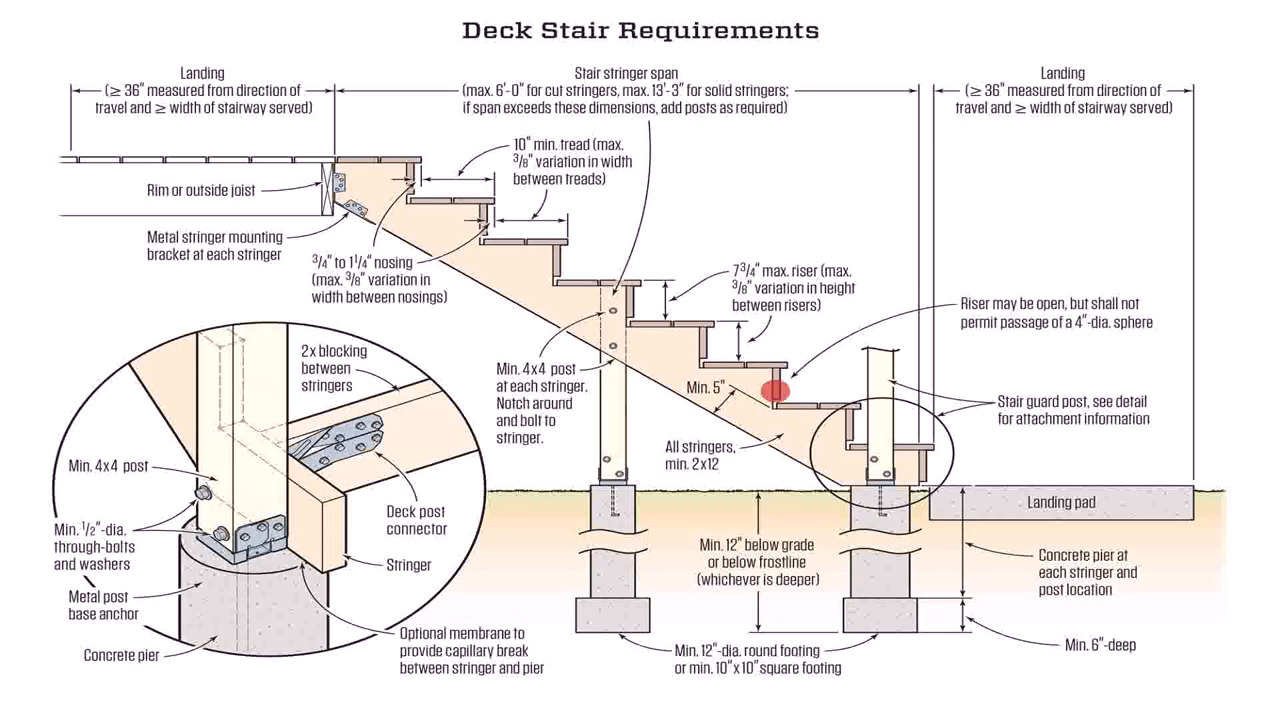 Deck Stair Requirements
Landing
(≥ 36" measured from direction of
travel and ≥ width of stairway served)
Stair stringer span
(max. 6'-0" for cut stringers, max. 13'-3" for solid stringers;
if span exceeds these dimensions, add posts as required)
Landing
(≥ 36" measured from direction of
travel and ≥ width of stairway served)
10" min. tread (max.
3/8" variation in width
between treads)
Rim or outside joist
Metal stringer mounting
bracket at each stringer
3/4" to 1 1/4" nosing
(max. 3/8" variation in
width between nosings)
7 3/4" max. riser (max.
3/8" variation in height
between risers)
Riser may be open, but shall not
permit passage of a 4"-dia. sphere
2x blocking
between
stringers
Min. 4x4 post
at each stringer.
Notch around
and bolt to
stringer.
Min. 5"
Stair guard post, see detail
for attachment information
All stringers,
min. 2x12
Min. 4x4 post
Deck post
connector
Min. 1/2"-dia.
through-bolts
and washers
Stringer
Metal post
base anchor
Concrete pier
Optional membrane to
provide capillary break
between stringer and pier
Landing pad
Min. 12" below grade
or below frostline
(whichever is deeper)
Concrete pier at
each stringer and
post location
Min. 12"-dia. round footing
or min. 10"x10" square footing
Min. 6"-deep